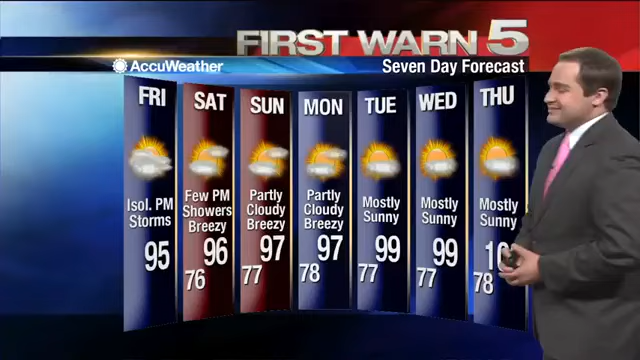 FIRST WARN 5
AccuWeather
Seven Day Forecast
FRI
Isol. PM
Storms
95
SAT
Few PM
Showers
Breezy
96
76
SUN
Partly
Cloudy
Breezy
97
77
MON
Partly
Cloudy
Breezy
97
78
TUE
Mostly
Sunny
99
77
WED
Mostly
Sunny
99
77
THU
Mostly
Sunny
78